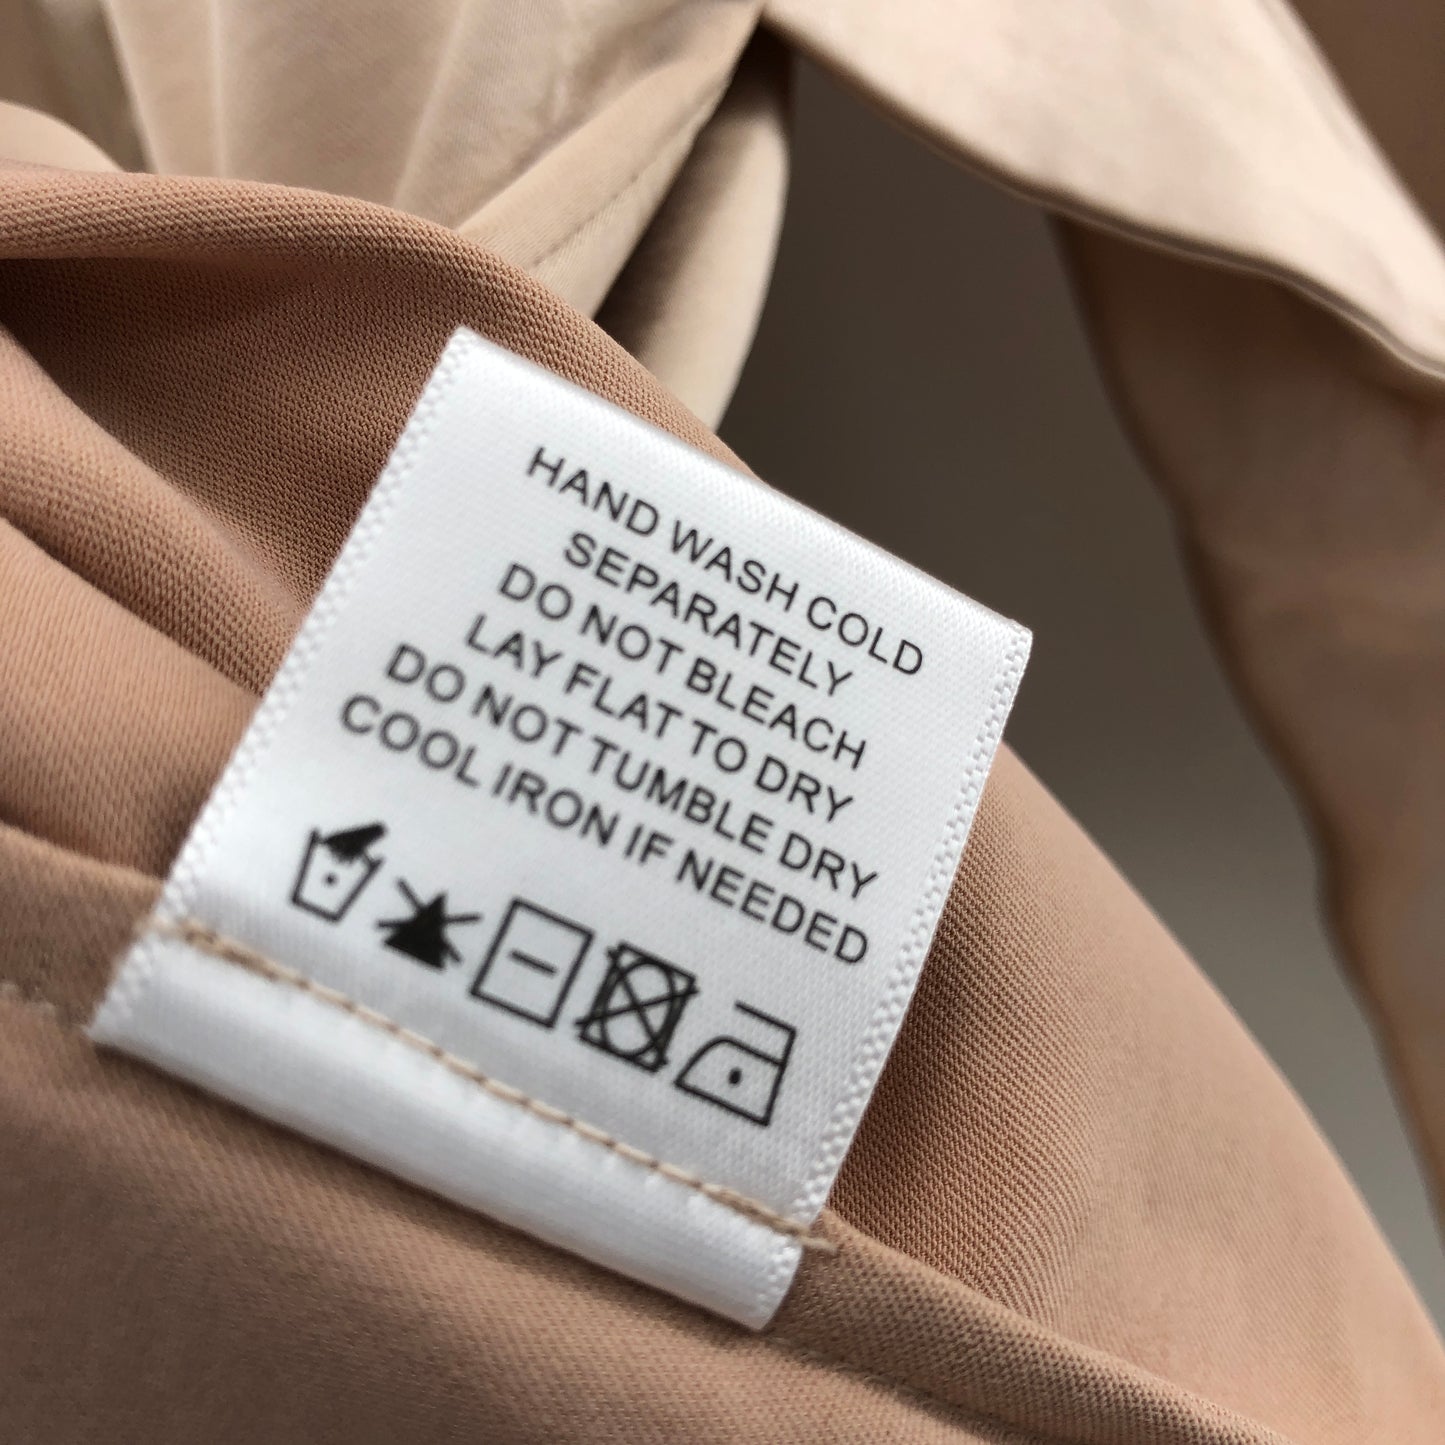 HAND WASH COLD
SEPARATELY
DO NOT BLEACH
LAY FLAT TO DRY
DO NOT TUMBLE DRY
COOL IRON IF NEEDED